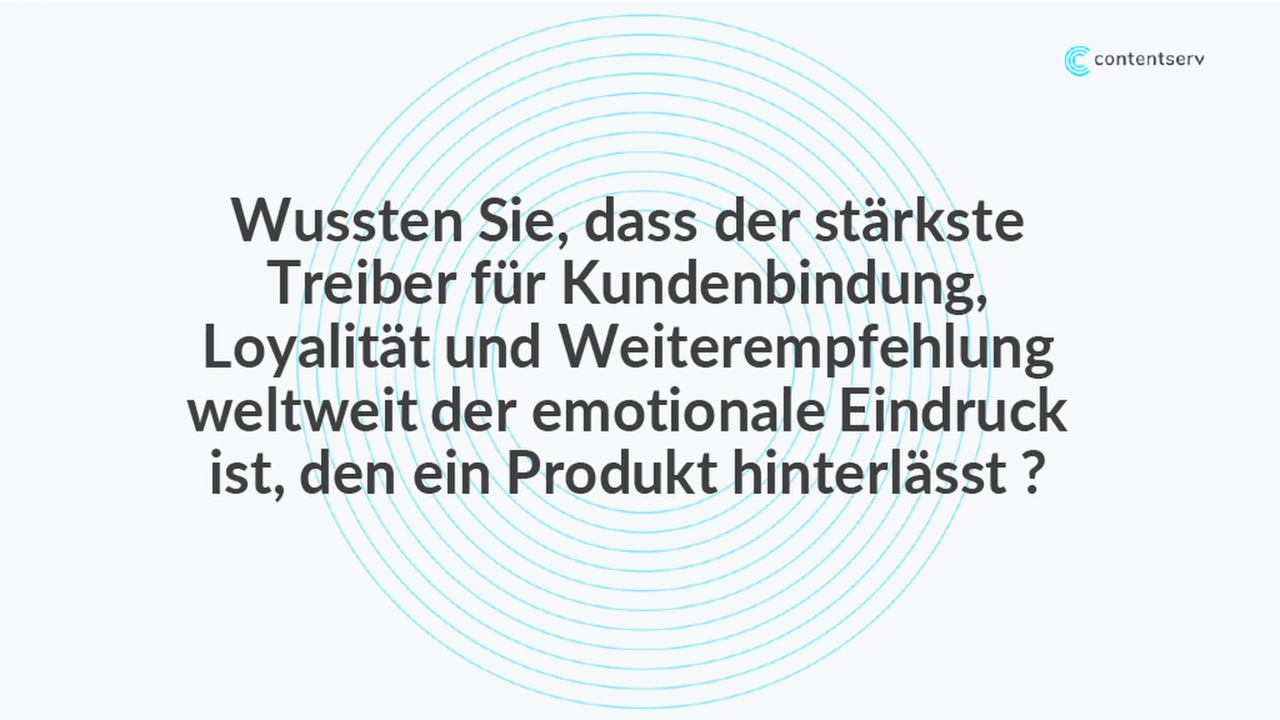 contentserv
Wussten Sie, dass der stärkste
Treiber für Kundenbindung,
Loyalität und Weiterempfehlung
weltweit der emotionale Eindruck
ist, den ein Produkt hinterlässt ?